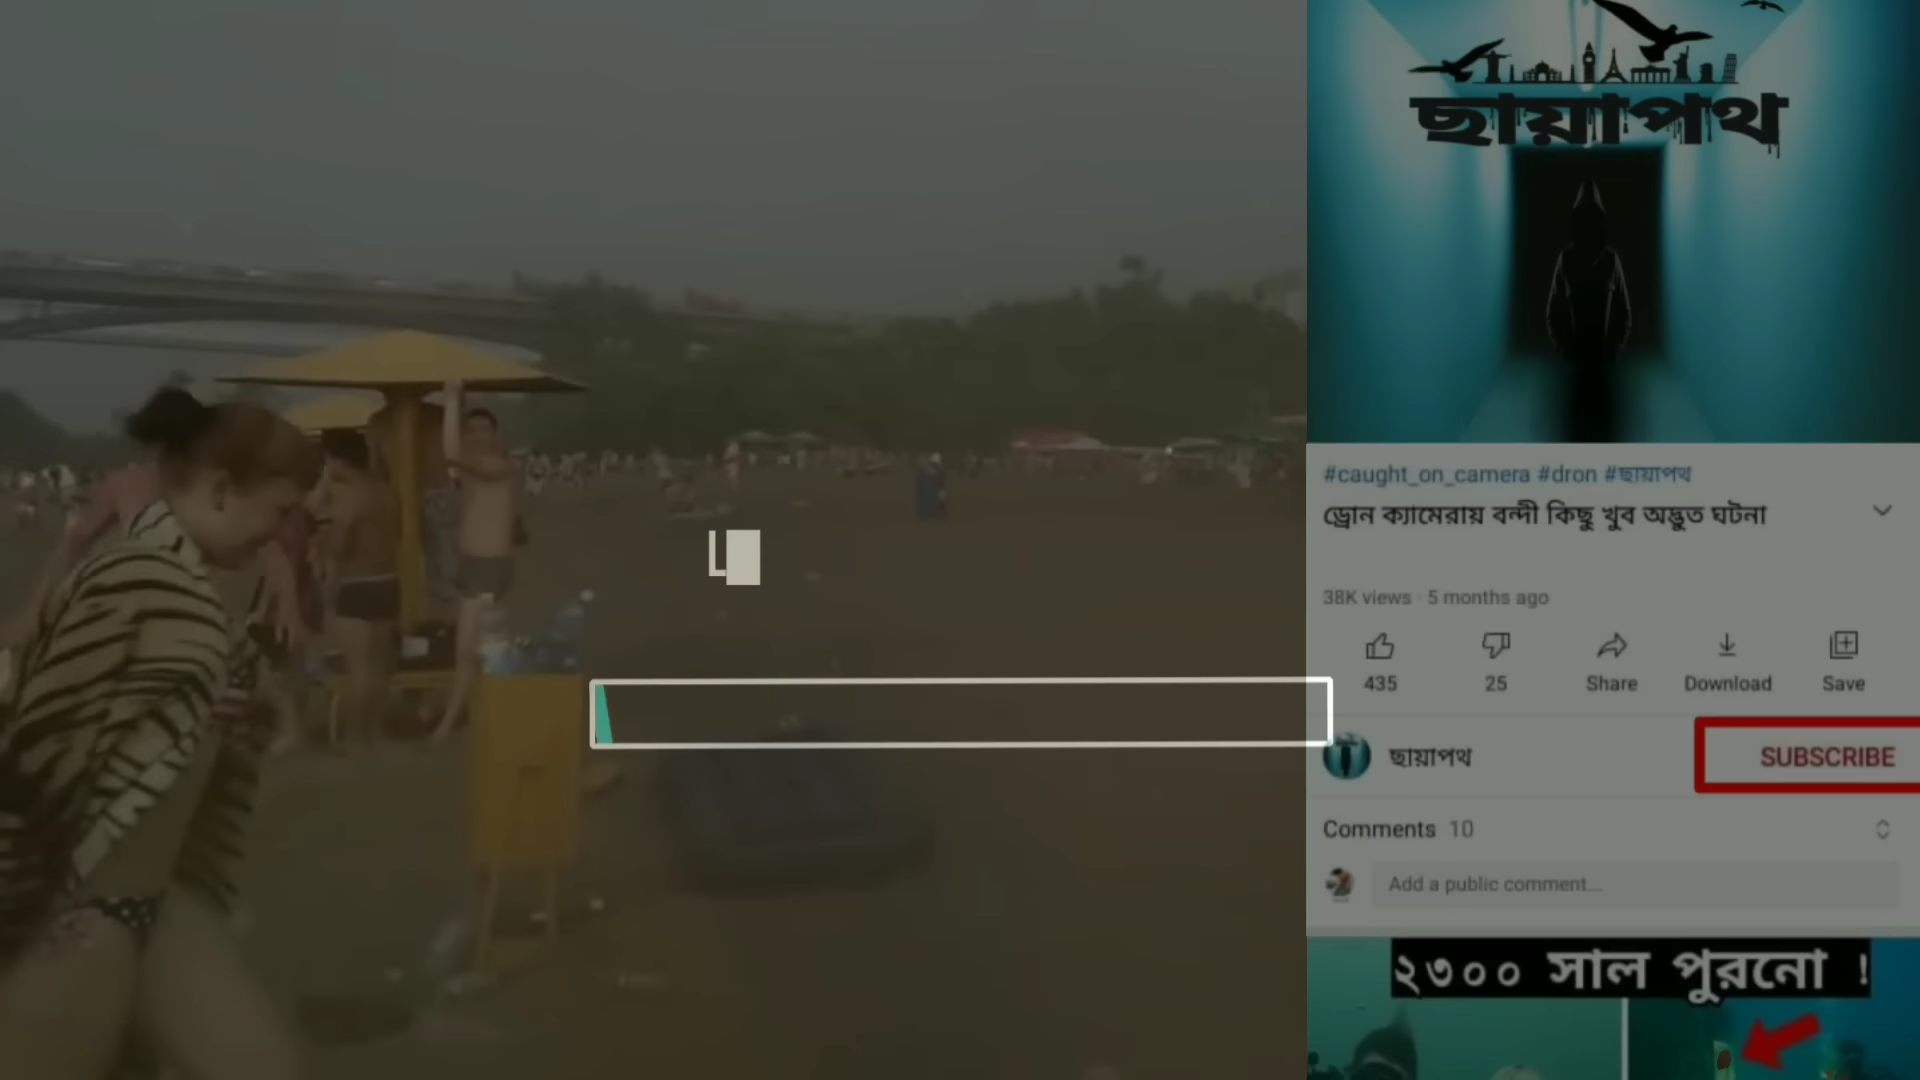 ছায়াপথ
#caught_on_camera #dron #ছায়াপথ
ড্রোন ক্যামেরায় বন্দী কিছু খুব অদ্ভুত ঘটনা
38K views · 5 months ago
435
25
Share
Download
Save
ছায়াপথ
SUBSCRIBE
Comments 10
Add a public comment...
২৩০০ সাল পুরনো !